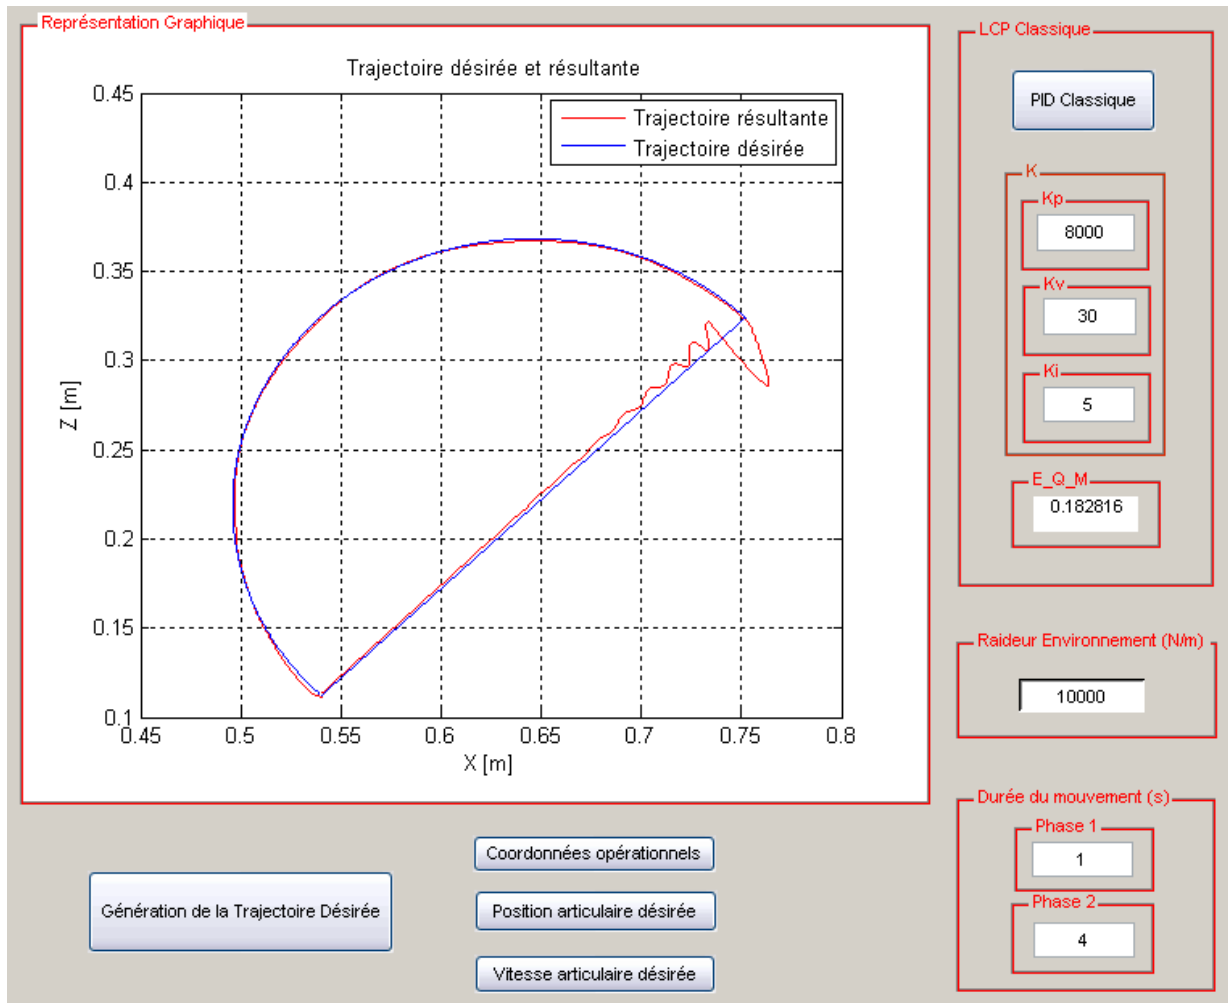 Représentation Graphique
Trajectoire désirée et résultante
Trajectoire résultante
Trajectoire désirée
0.45
0.4
0.35
0.3
0.25
0.2
0.15
0.1
Z [m]
0.45 0.5 0.55 0.6 0.65 0.7 0.75 0.8
X [m]
Génération de la Trajectoire Désirée
Coordonnées opérationnels
Position articulaire désirée
Vitesse articulaire désirée
LCP Classique
PID Classique
K
Kp
8000
Kv
30
Ki
5
E_Q_M
0.182816
Raideur Environnement (N/m)
10000
Durée du mouvement (s)
Phase 1
1
Phase 2
4